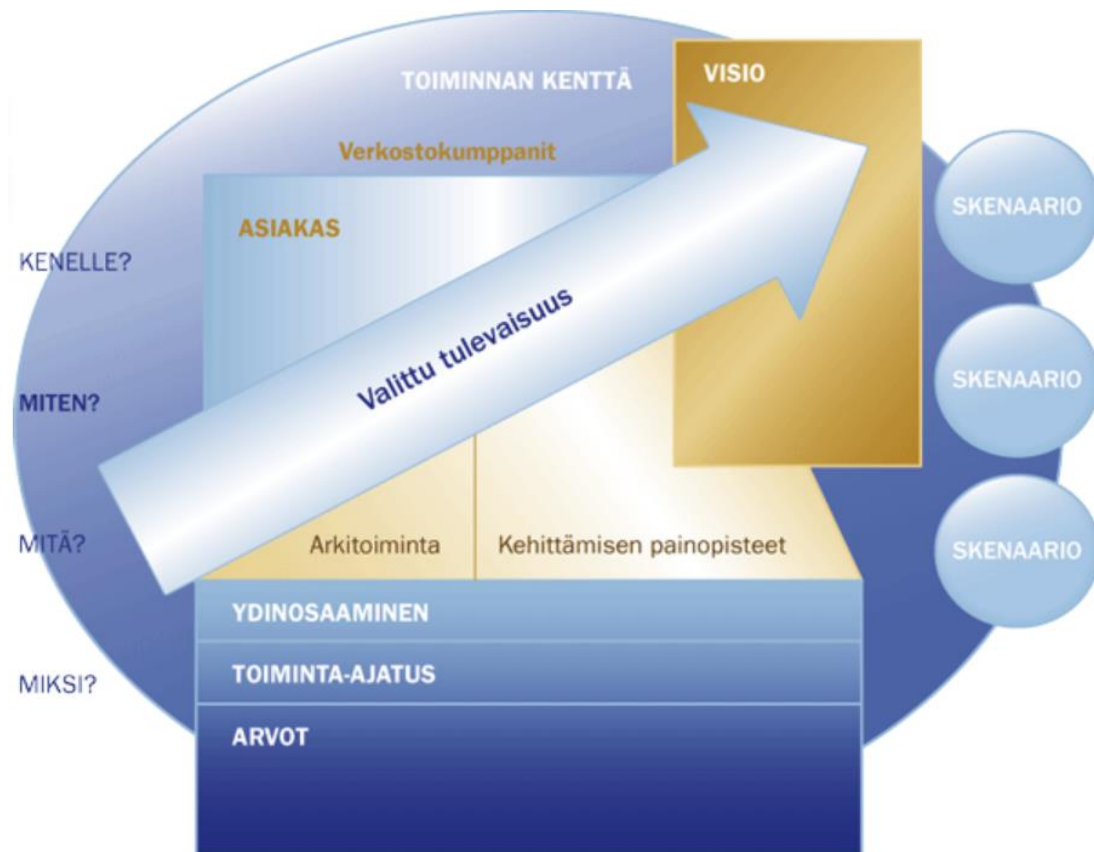 TOIMINNAN KENTTÄ
VISIO
Verkostokumppanit
SKENAARIO
ASIAKAS
KENELLE?
Valittu tulevaisuus
SKENAARIO
MITEN?
MITÄ?
Arkitoiminta
Kehittämisen painopisteet
SKENAARIO
YDINOSAAMINEN
TOIMINTA-AJATUS
MIKSI?
ARVOT